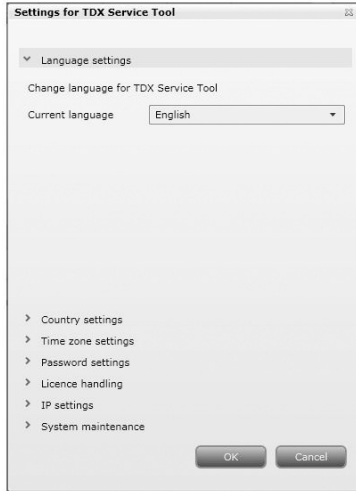 Settings for TDX Service Tool
Language settings
Change language for TDX Service Tool
Current language English
Country settings
Time zone settings
Password settings
Licence handling
IP settings
System maintenance
OK Cancel